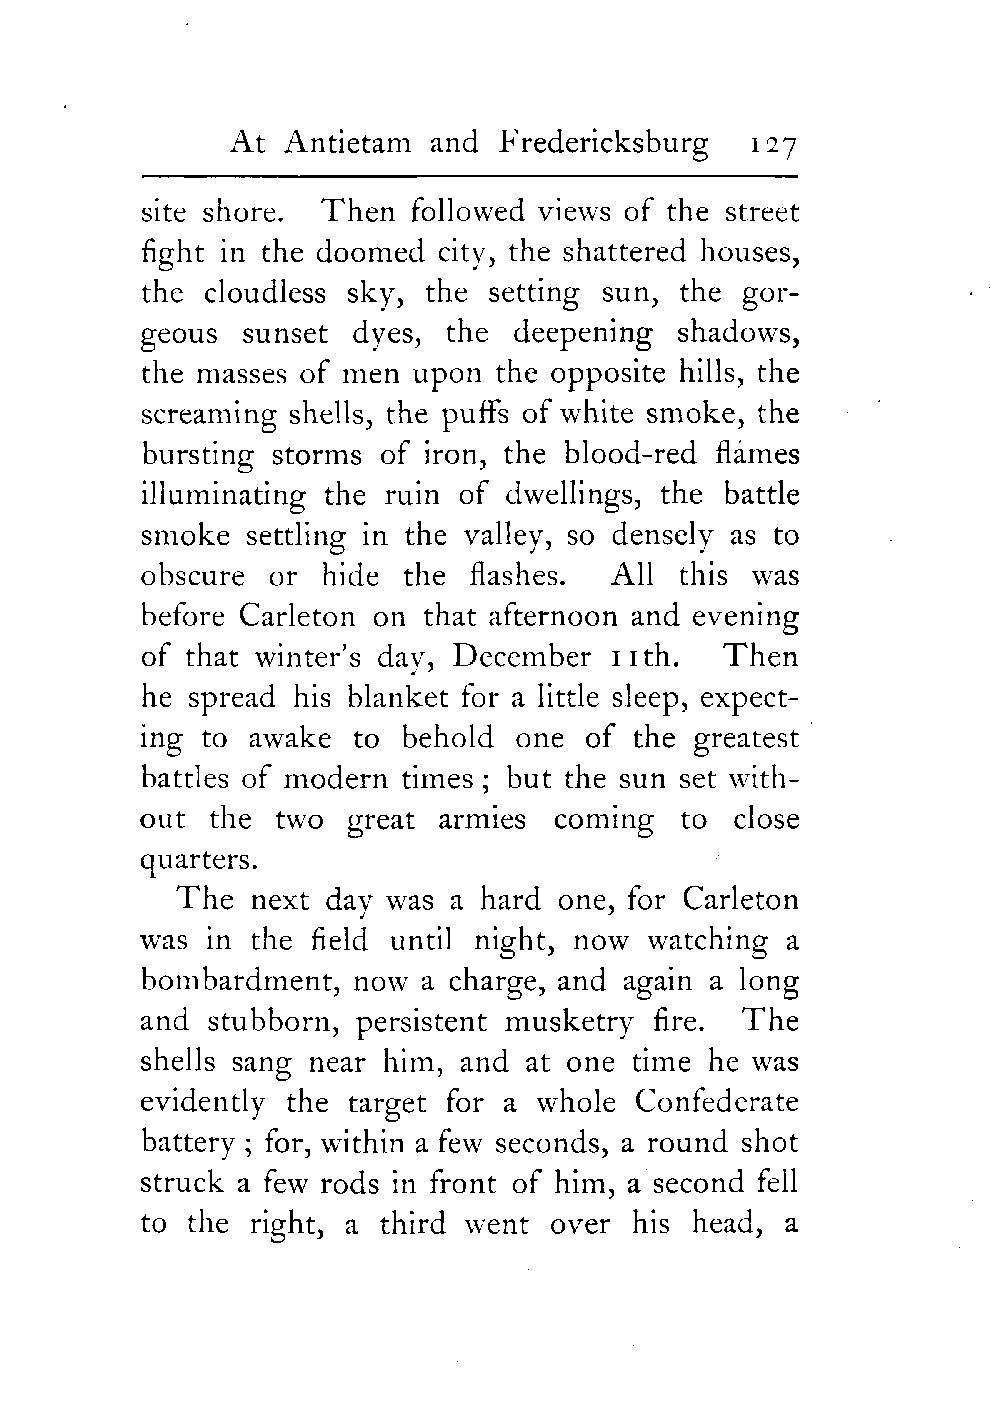 At Antietam and Fredericksburg 127
site shore. Then followed views of the street
fight in the doomed city, the shattered houses,
the cloudless sky, the setting sun, the gor-
geous sunset dyes, the deepening shadows,
the masses of men upon the opposite hills, the
screaming shells, the puffs of white smoke, the
bursting storms of iron, the blood-red flames
illuminating the ruin of dwellings, the battle
smoke settling in the valley, so densely as to
obscure or hide the flashes. All this was
before Carleton on that afternoon and evening
of that winter's day, December 11th. Then
he spread his blanket for a little sleep, expect-
ing to awake to behold one of the greatest
battles of modern times; but the sun set with-
out the two great armies coming to close
quarters.
The next day was a hard one, for Carleton
was in the field until night, now watching a
bombardment, now a charge, and again a long
and stubborn, persistent musketry fire. The
shells sang near him, and at one time he was
evidently the target for a whole Confederate
battery; for, within a few seconds, a round shot
struck a few rods in front of him, a second fell
to the right, a third went over his head, a